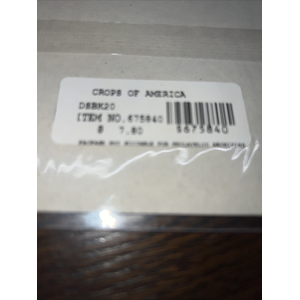 CROPS OF AMERICA
DSBK20
ITEM NO.675840
$ 7.80
$675840